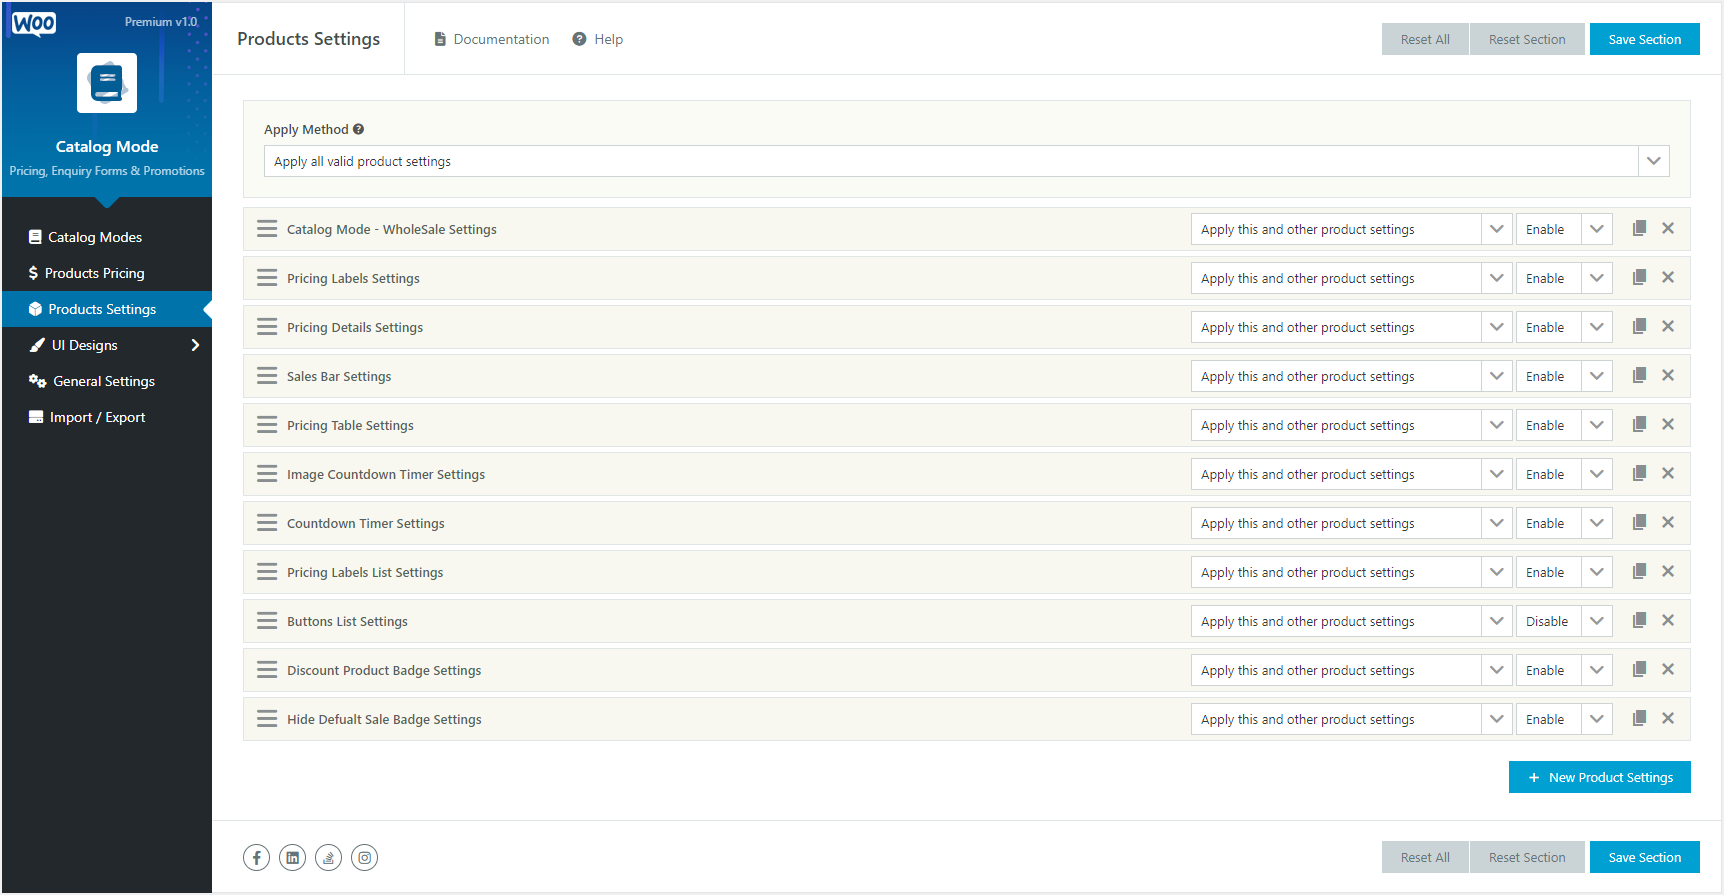 Woo
Premium v1.0
Catalog Mode
Pricing, Enquiry Forms & Promotions
Catalog Modes
$ Products Pricing
Products Settings
UI Designs
General Settings
Import / Export
Products Settings
Documentation
Help
Reset All
Reset Section
Save Section
Apply Method
Apply all valid product settings
Catalog Mode - WholeSale Settings Apply this and other product settings Enable
Pricing Labels Settings Apply this and other product settings Enable
Pricing Details Settings Apply this and other product settings Enable
Sales Bar Settings Apply this and other product settings Enable
Pricing Table Settings Apply this and other product settings Enable
Image Countdown Timer Settings Apply this and other product settings Enable
Countdown Timer Settings Apply this and other product settings Enable
Pricing Labels List Settings Apply this and other product settings Enable
Buttons List Settings Apply this and other product settings Disable
Discount Product Badge Settings Apply this and other product settings Enable
Hide Defualt Sale Badge Settings Apply this and other product settings Enable
+ New Product Settings
Reset All
Reset Section
Save Section